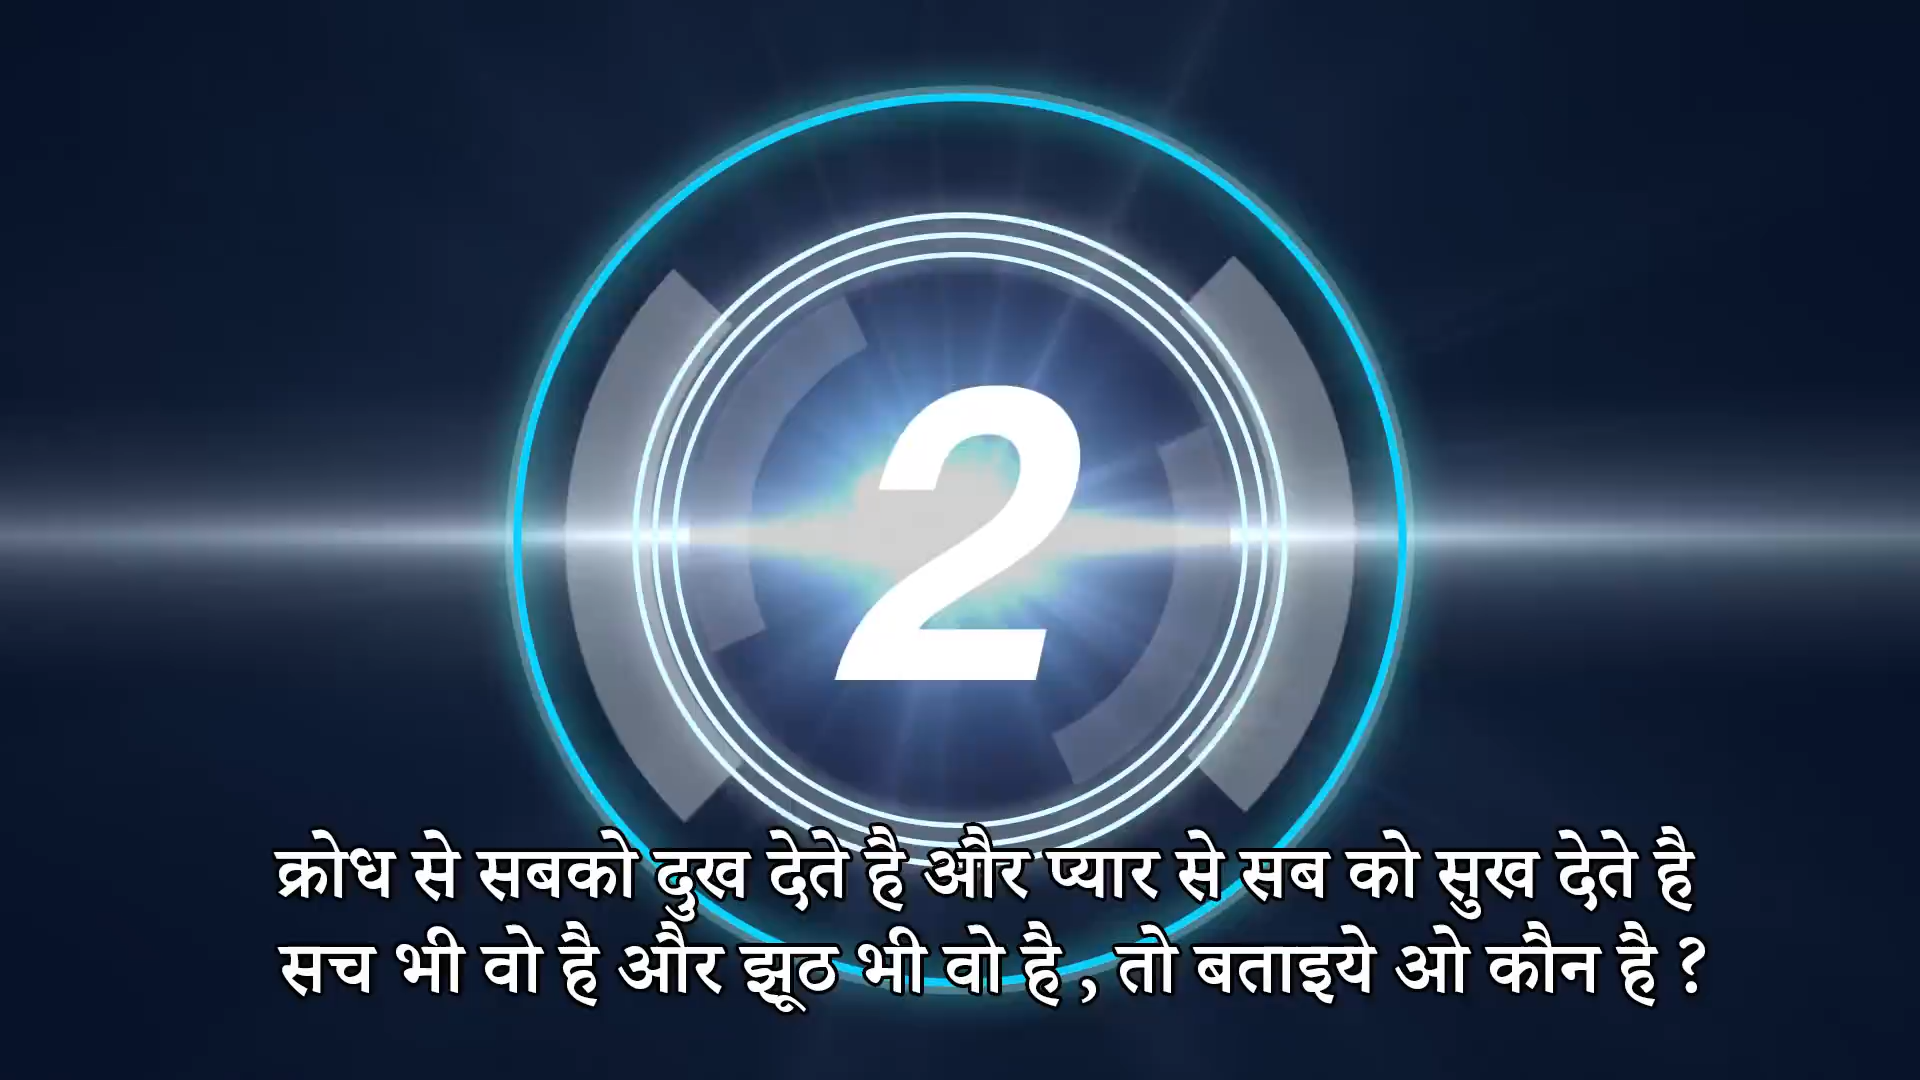 2
क्रोध से सबको दुख देते है और प्यार से सब को सुख देते है
सच भी वो है और झूठ भी वो है , तो बताइये ओ कौन है ?